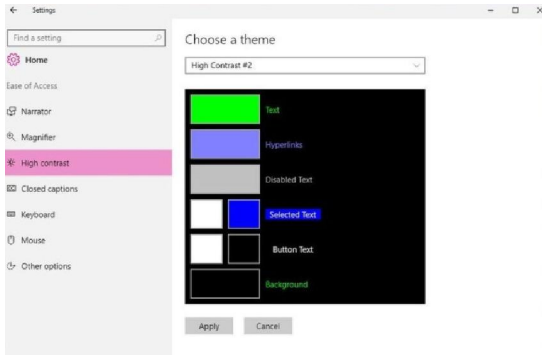 Settings
Find a setting
Home
Ease of Access
Narrator
Magnifier
High contrast
Closed captions
Keyboard
Mouse
Other options
Choose a theme
High Contrast #2
Text
Hyperlinks
Disabled Text
Selected Text
Button Text
Background
Apply Cancel